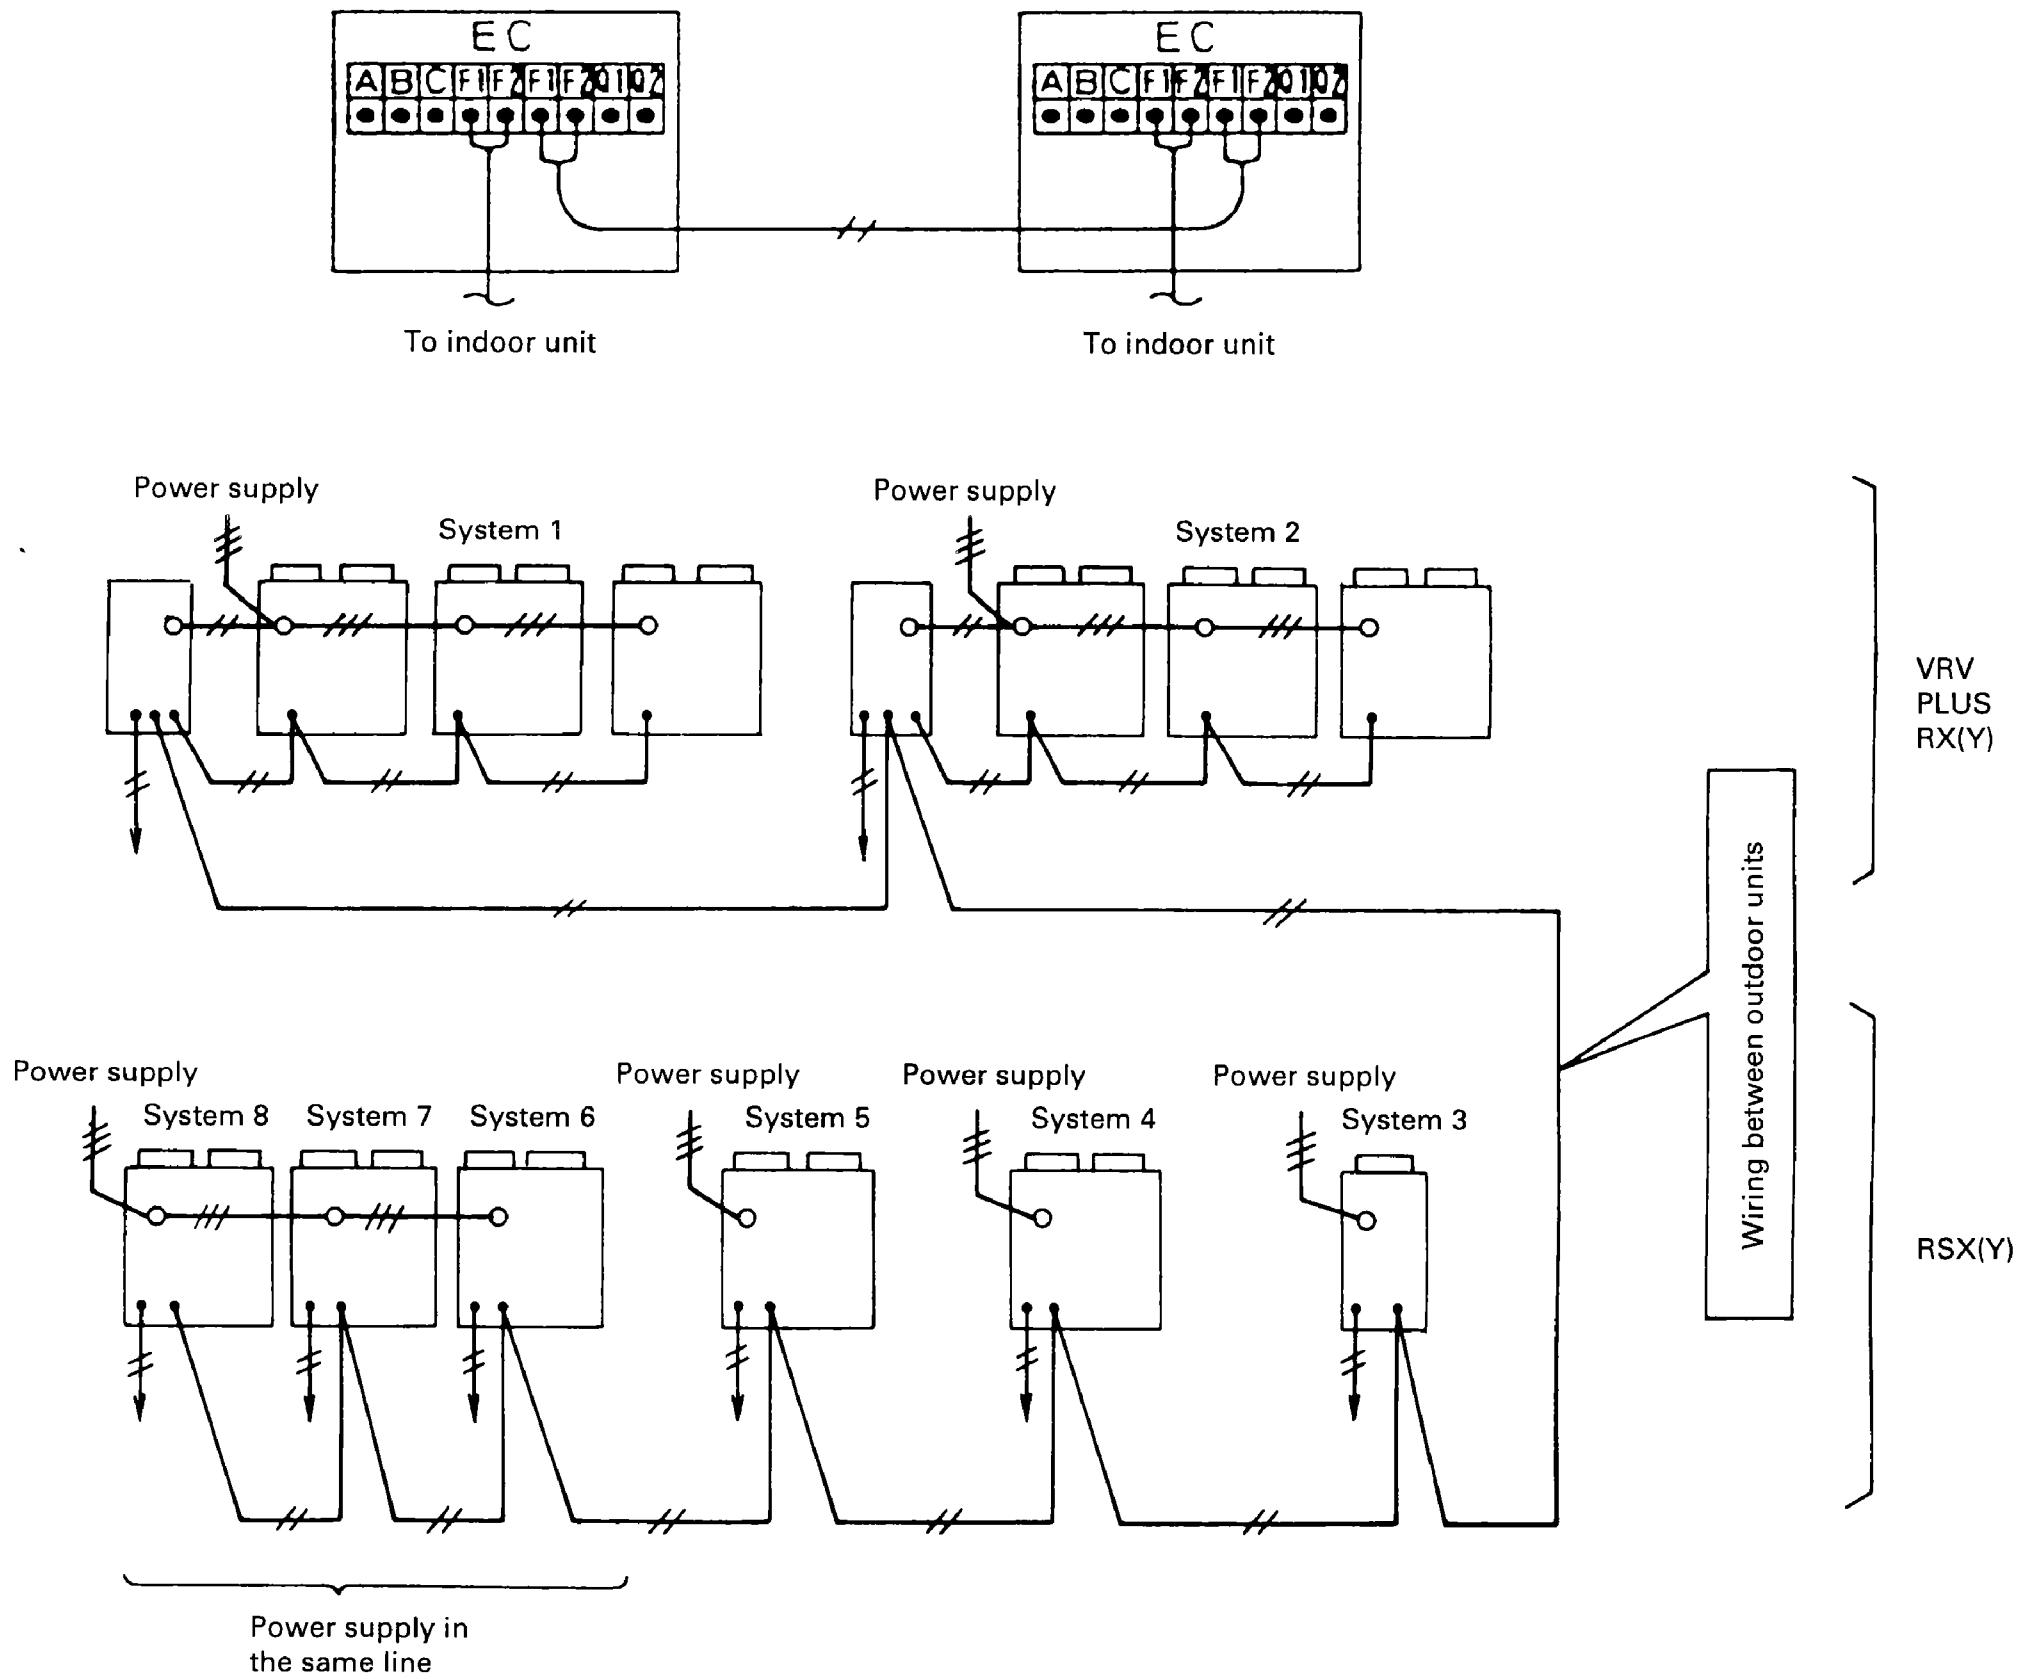 EC
A B C F1 F2 F1 F2 Q1 Q2
To indoor unit
EC
A B C F1 F2 F1 F2 Q1 Q2
To indoor unit
Power supply
System 1
Power supply
System 2
VRV
PLUS
RX(Y)
Wiring between outdoor units
Power supply
System 8
System 7
System 6
Power supply
System 5
Power supply
System 4
Power supply
System 3
RSX(Y)
Power supply in
the same line